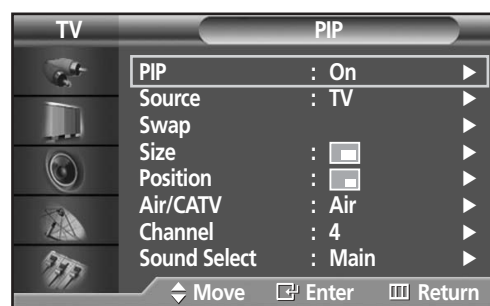 TV PIP
PIP : On
Source : TV
Swap
Size :
Position :
Air/CATV : Air
Channel : 4
Sound Select : Main
Move Enter Return